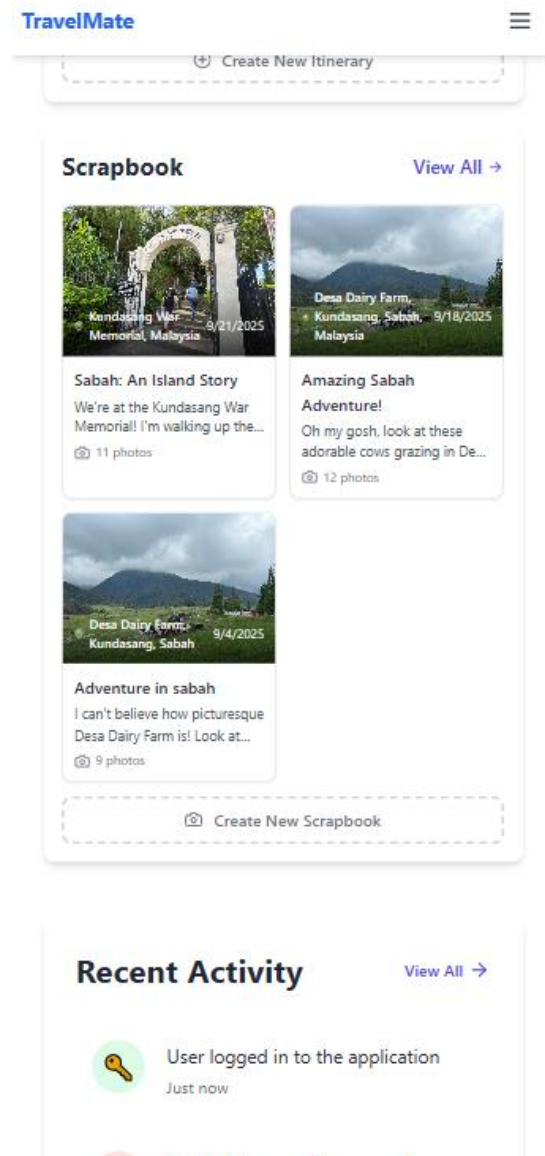 TravelMate
Create New Itinerary
Scrapbook
View All →
Kundasang War
Memorial, Malaysia
9/21/2025
Sabah: An Island Story
We're at the Kundasang War
Memorial! I'm walking up the...
11 photos
Desa Dairy Farm,
Kundasang, Sabah,
Malaysia
9/18/2025
Amazing Sabah
Adventure!
Oh my gosh, look at these
adorable cows grazing in De...
12 photos
Desa Dairy Farm,
Kundasang, Sabah
9/4/2025
Adventure in sabah
I can't believe how picturesque
Desa Dairy Farm is! Look at...
9 photos
Create New Scrapbook
Recent Activity
View All →
User logged in to the application
Just now